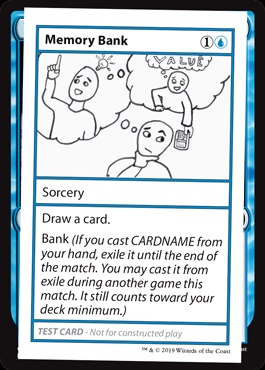 Memory Bank 1
VALUE
Sorcery
Draw a card.
Bank (If you cast CARDNAME from
your hand, exile it until the end of
the match. You may cast it from
exile during another game this
match. It still counts toward your
deck minimum.)
TEST CARD - Not for constructed play
™ & © 2019 Wizards of the Coast